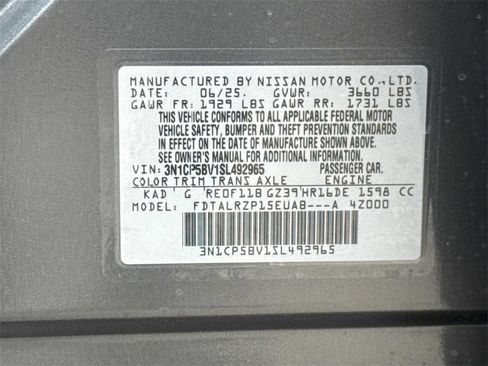 MANUFACTURED BY NISSAN MOTOR CO.,LTD.
DATE: 06/25. GVWR: 3660 LBS
GAWR FR: 1929 LBS GAWR RR: 1731 LBS
THIS VEHICLE CONFORMS TO ALL APPLICABLE FEDERAL MOTOR
VEHICLE SAFETY, BUMPER AND THEFT PREVENTION STANDARDS
IN EFFECT ON THE DATE OF MANUFACTURE SHOWN ABOVE.
SEE OWNER'S MANUAL FOR ADDITIONAL INFORMATION.
VIN: 3N1CP5BV1SL492965 PASSENGER CAR.
COLOR TRIM TRANS AXLE ENGINE
KAD G RE0F11B GZ39 HR16DE 1598 CC
MODEL: FDTALRZP15EUAB---A 4Z000
3N1CP5BV1SL492965